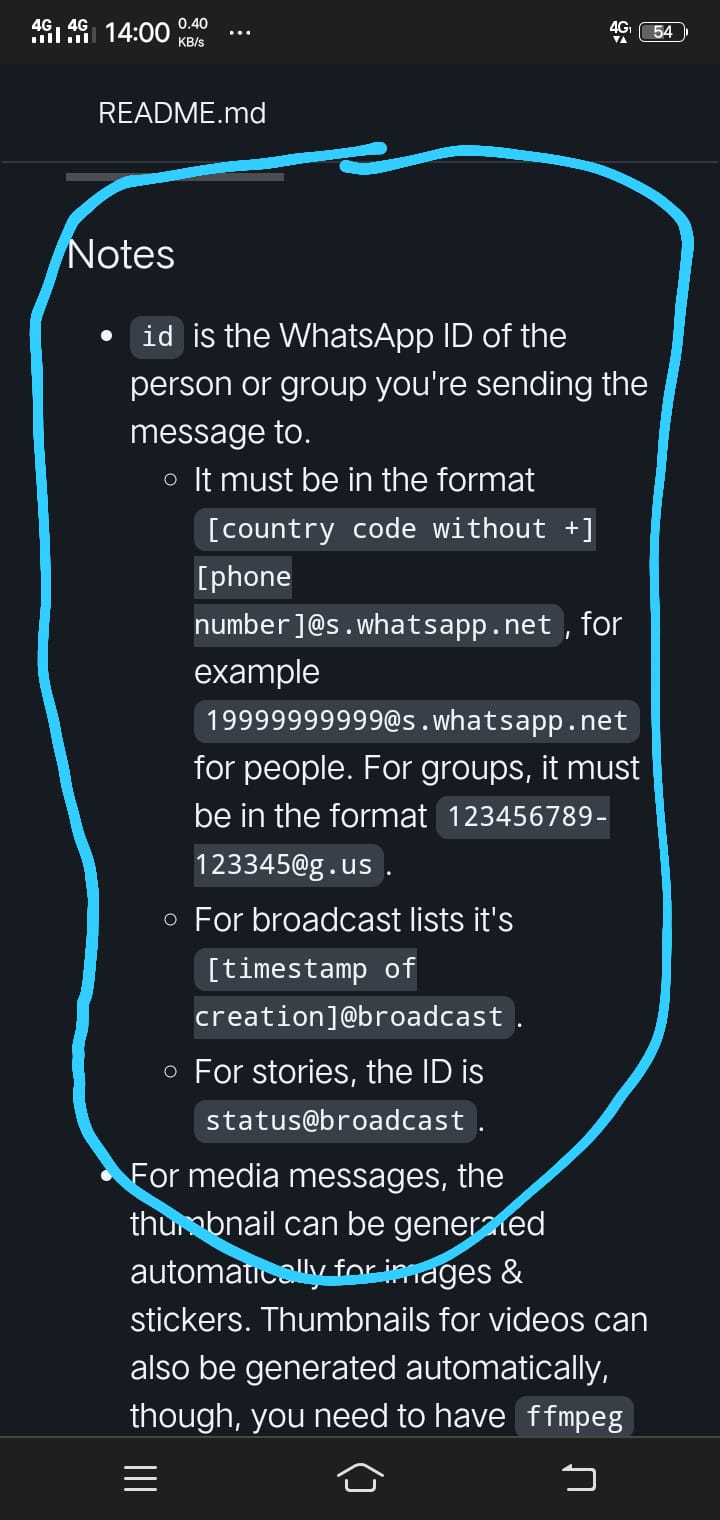 4G 4G 14:00 0.40 KB/s ... 4G 54
README.md
Notes
• id is the WhatsApp ID of the
person or group you're sending the
message to.
○ It must be in the format
[country code without +]
[phone
number]@s.whatsapp.net , for
example
19999999999@s.whatsapp.net
for people. For groups, it must
be in the format 123456789-
123345@g.us .
○ For broadcast lists it's
[timestamp of
creation]@broadcast .
○ For stories, the ID is
status@broadcast .
• For media messages, the
thumbnail can be generated
automatically for images &
stickers. Thumbnails for videos can
also be generated automatically,
though, you need to have ffmpeg